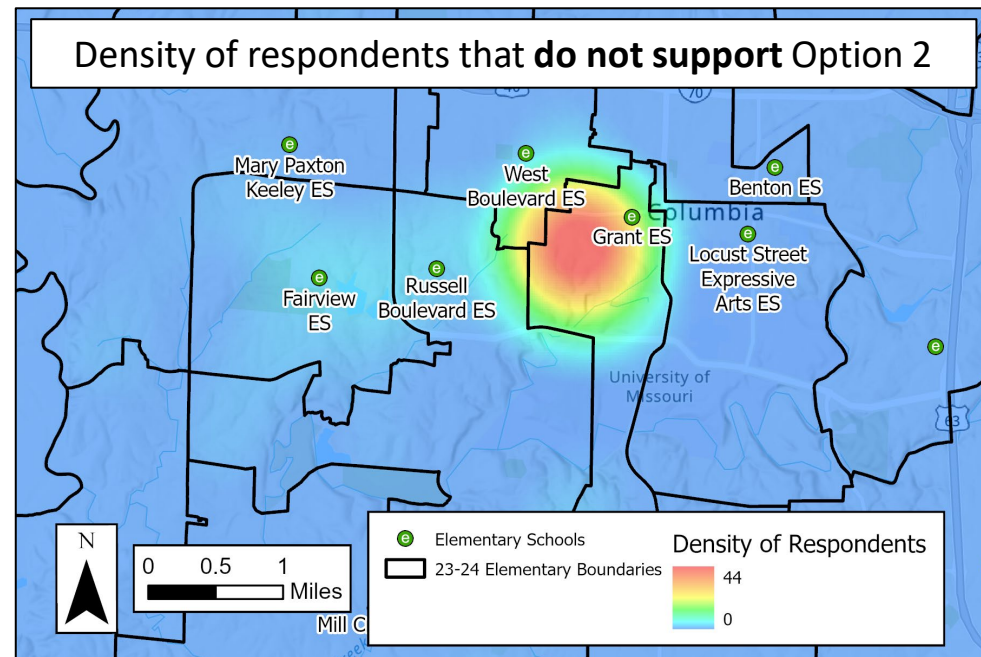 Density of respondents that do not support Option 2
70
Mary Paxton
Keeley ES
West
Boulevard ES
Benton ES
Columbia
Grant ES
Locust Street
Expressive
Arts ES
Fairview
ES
Russell
Boulevard ES
University of
Missouri
63
N
0 0.5 1
Miles
Mill C
Elementary Schools
23-24 Elementary Boundaries
Density of Respondents
44
0